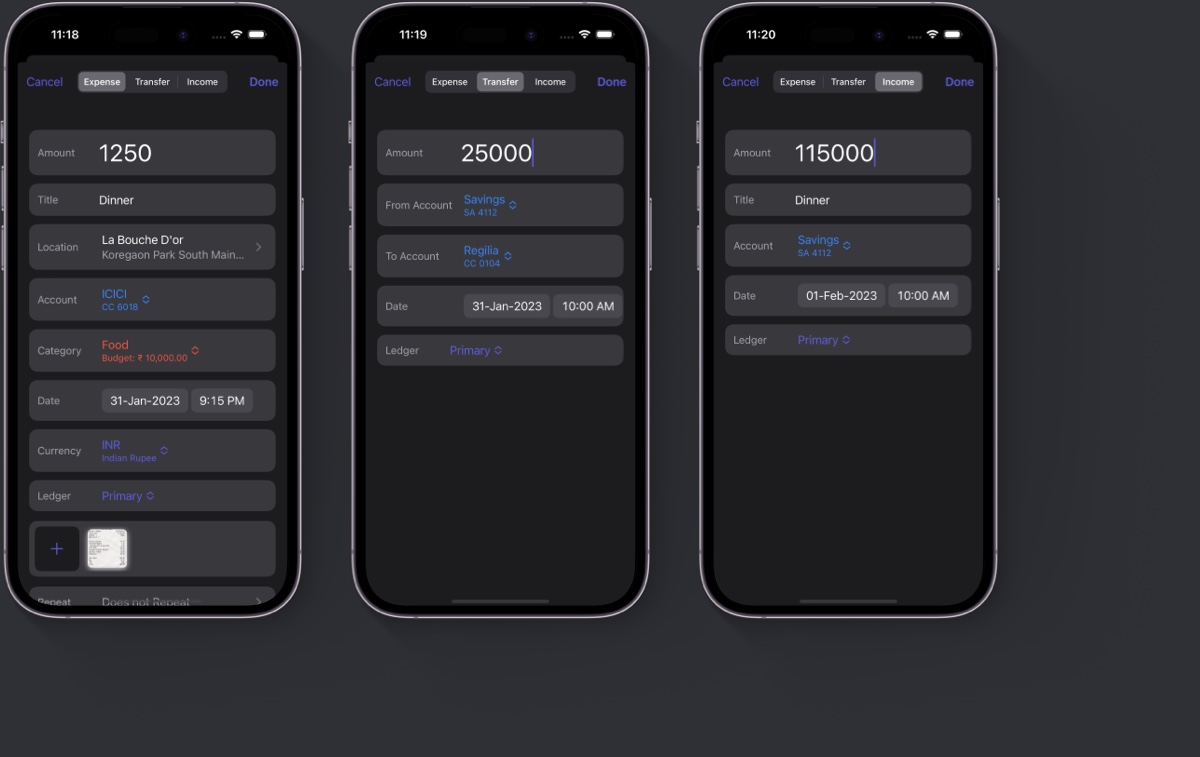 11:18
Cancel Expense Transfer Income Done
Amount 1250
Title Dinner
Location La Bouche D'or
Koregaon Park South Main...
Account ICICI
CC 6018
Category Food
Budget: ₹ 10,000.00
Date 31-Jan-2023 9:15 PM
Currency INR
Indian Rupee
Ledger Primary
+
Repeat Does not Repeat
11:19
Cancel Expense Transfer Income Done
Amount 25000
From Account Savings
SA 4112
To Account Regilia
CC 0104
Date 31-Jan-2023 10:00 AM
Ledger Primary
11:20
Cancel Expense Transfer Income Done
Amount 115000
Title Dinner
Account Savings
SA 4112
Date 01-Feb-2023 10:00 AM
Ledger Primary